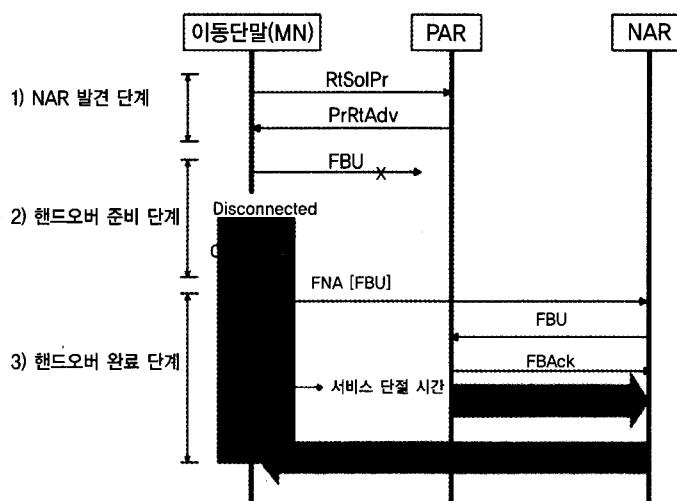 이동단말(MN) PAR NAR
RtSolPr
1) NAR 발견 단계
PrRtAdv
FBU
Disconnected
2) 핸드오버 준비 단계
FNA [FBU]
FBU
3) 핸드오버 완료 단계
FBAck
서비스 단절 시간